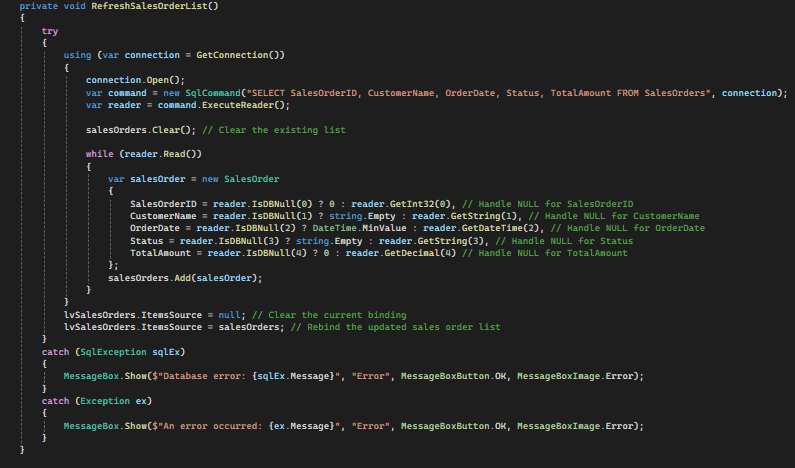 private void RefreshSalesOrderList()
{
    try
    {
        using (var connection = GetConnection())
        {
            connection.Open();
            var command = new SqlCommand("SELECT SalesOrderID, CustomerName, OrderDate, Status, TotalAmount FROM SalesOrders", connection);
            var reader = command.ExecuteReader();

            salesOrders.Clear(); // Clear the existing list

            while (reader.Read())
            {
                var salesOrder = new SalesOrder
                {
                    SalesOrderID = reader.IsDBNull(0) ? 0 : reader.GetInt32(0), // Handle NULL for SalesOrderID
                    CustomerName = reader.IsDBNull(1) ? string.Empty : reader.GetString(1), // Handle NULL for CustomerName
                    OrderDate = reader.IsDBNull(2) ? DateTime.MinValue : reader.GetDateTime(2), // Handle NULL for OrderDate
                    Status = reader.IsDBNull(3) ? string.Empty : reader.GetString(3), // Handle NULL for Status
                    TotalAmount = reader.IsDBNull(4) ? 0 : reader.GetDecimal(4) // Handle NULL for TotalAmount
                };
                salesOrders.Add(salesOrder);
            }
        }
        lvSalesOrders.ItemsSource = null; // Clear the current binding
        lvSalesOrders.ItemsSource = salesOrders; // Rebind the updated sales order list
    }
    catch (SqlException sqlEx)
    {
        MessageBox.Show($"Database error: {sqlEx.Message}", "Error", MessageBoxButton.OK, MessageBoxImage.Error);
    }
    catch (Exception ex)
    {
        MessageBox.Show($"An error occurred: {ex.Message}", "Error", MessageBoxButton.OK, MessageBoxImage.Error);
    }
}